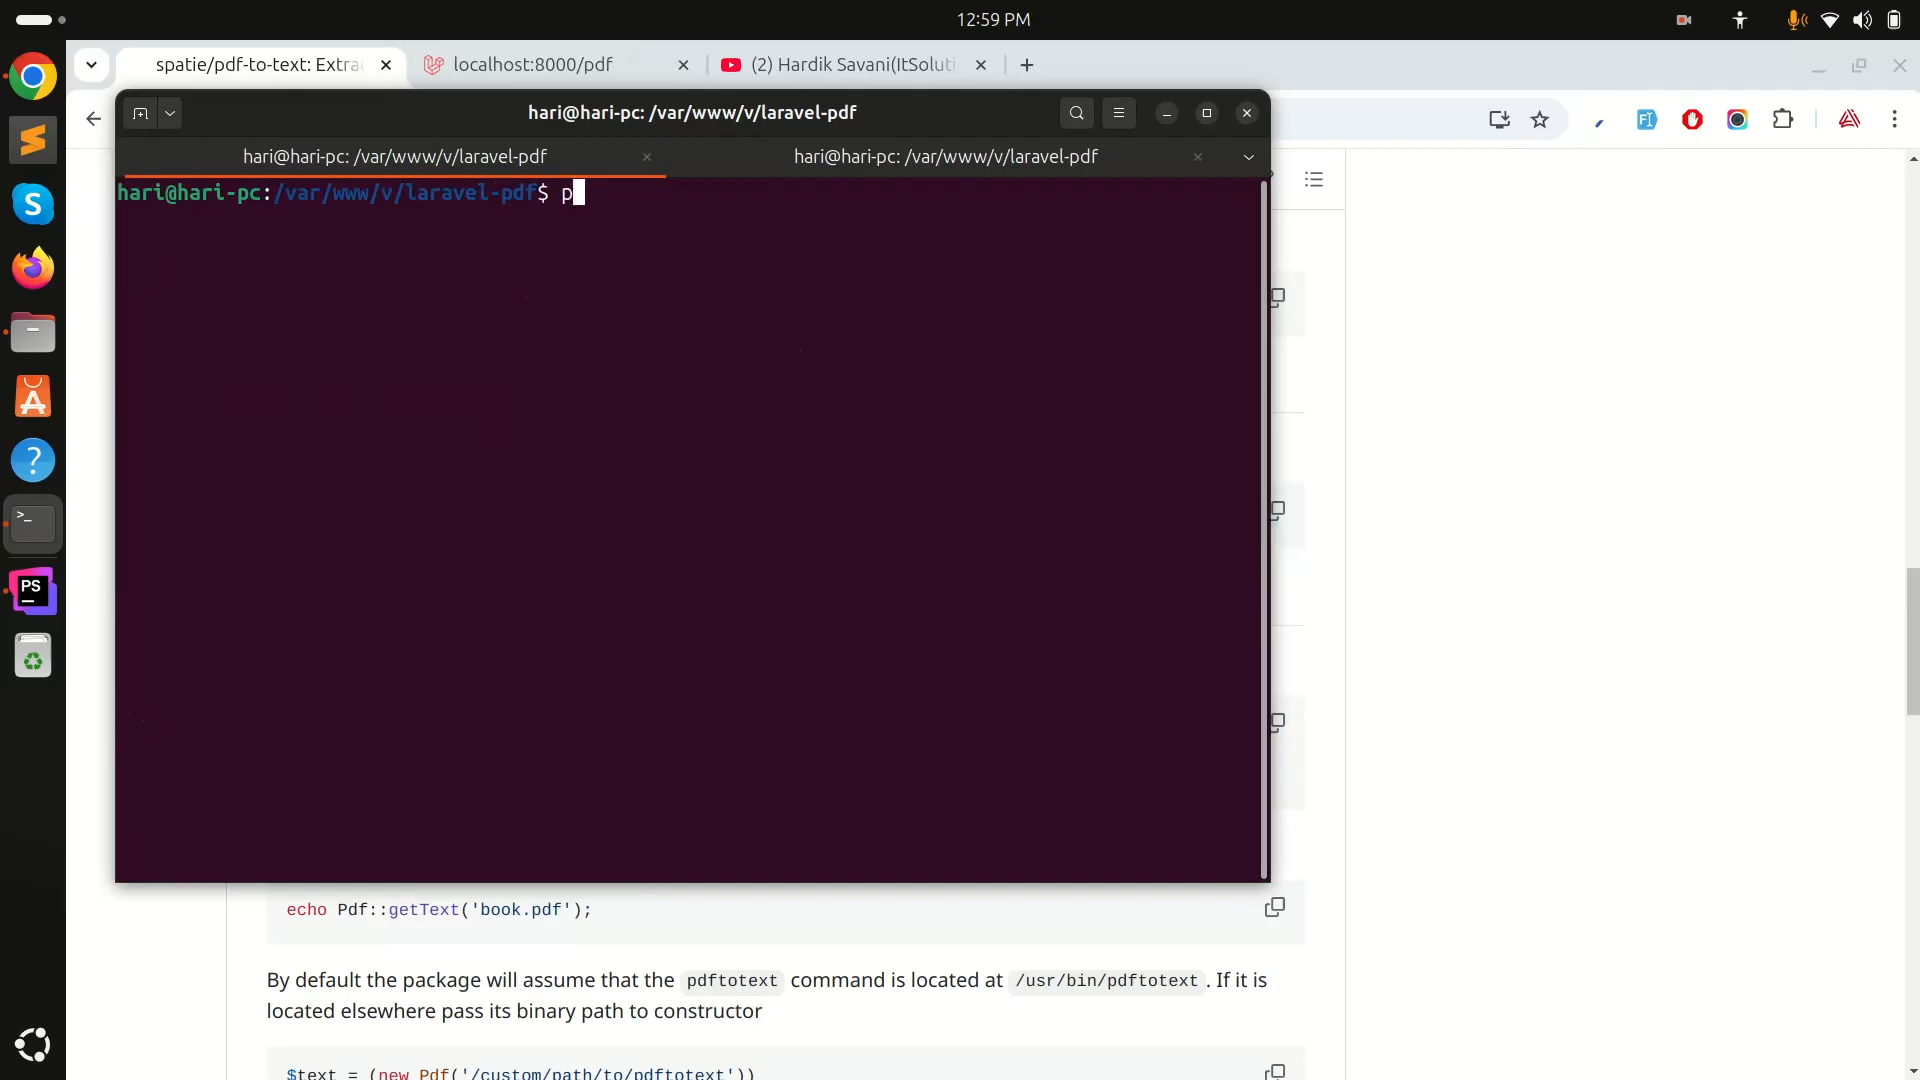 12:59 PM
spatie/pdf-to-text: Extra
localhost:8000/pdf
(2) Hardik Savani(ItSoluti
hari@hari-pc: /var/www/v/laravel-pdf
hari@hari-pc: /var/www/v/laravel-pdf
hari@hari-pc: /var/www/v/laravel-pdf
hari@hari-pc:/var/www/v/laravel-pdf$ p
echo Pdf::getText('book.pdf');
By default the package will assume that the pdftotext command is located at /usr/bin/pdftotext. If it is
located elsewhere pass its binary path to constructor
$text = (new Pdf('/custom/path/to/pdftotext'))